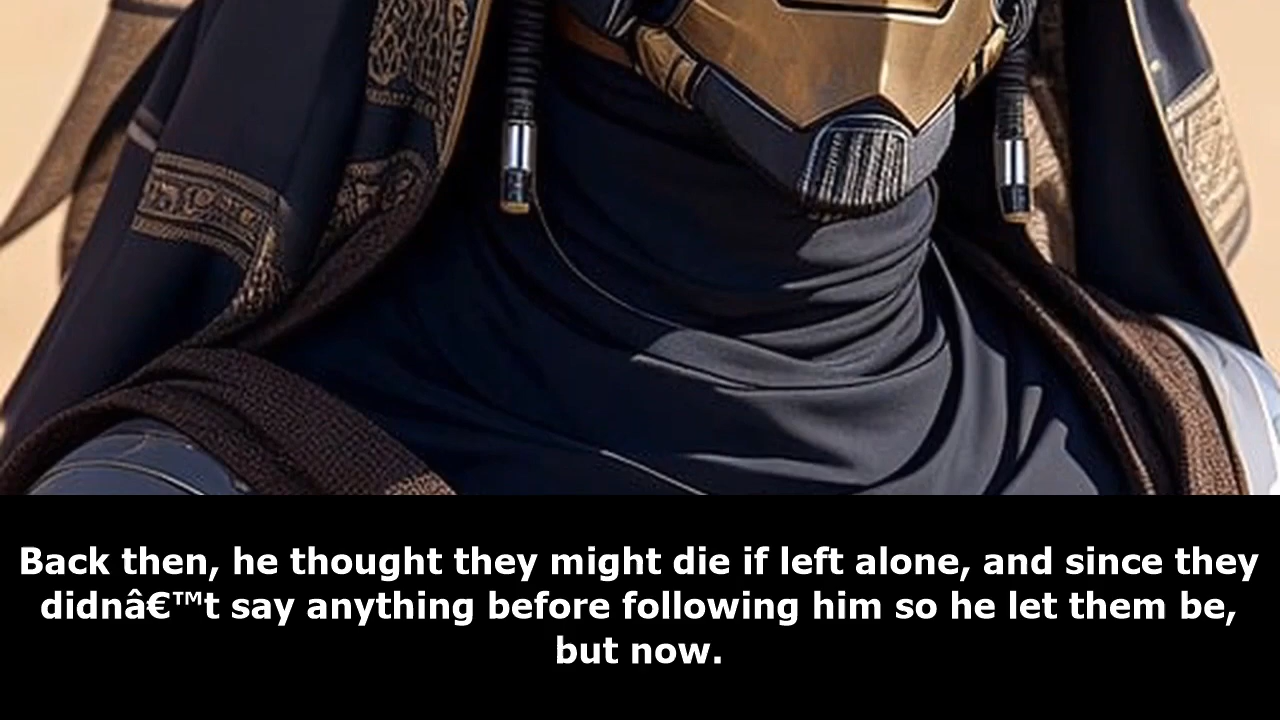 Back then, he thought they might die if left alone, and since they
didnâ€™t say anything before following him so he let them be,
but now.